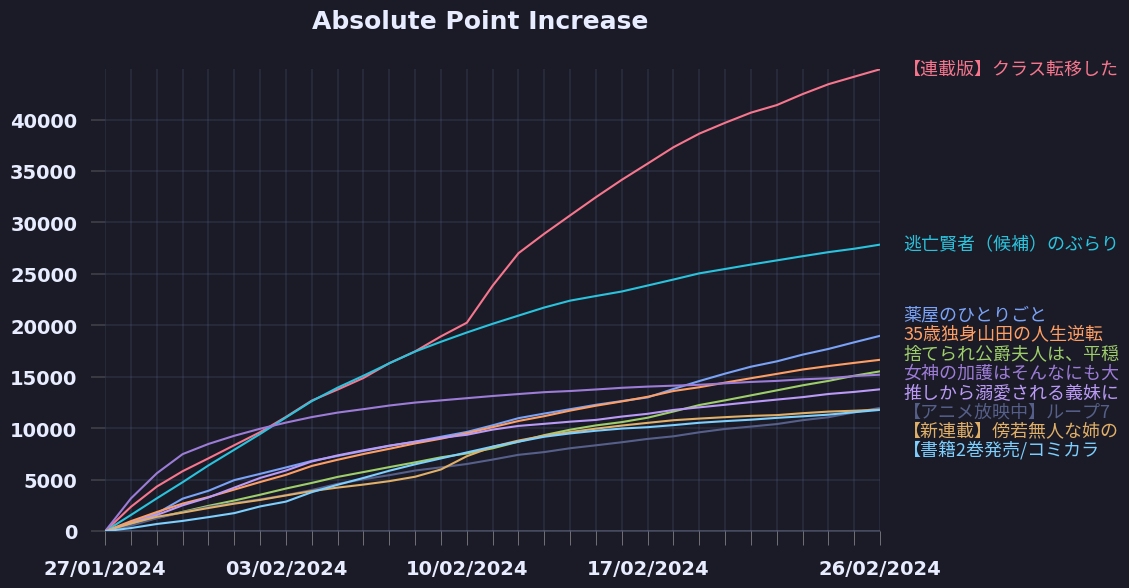 Absolute Point Increase
40000
35000
30000
25000
20000
15000
10000
5000
0
27/01/2024
03/02/2024
10/02/2024
17/02/2024
26/02/2024
【連載版】クラス転移した
逃亡賢者（候補）のぶらり
薬屋のひとりごと
35歳独身山田の人生逆転
捨てられ公爵夫人は、平穏
女神の加護はそんなにも大
推しから溺愛される義妹に
【アニメ放映中】ループ7
【新連載】傍若無人な姉の
【書籍2巻発売/コミカラ